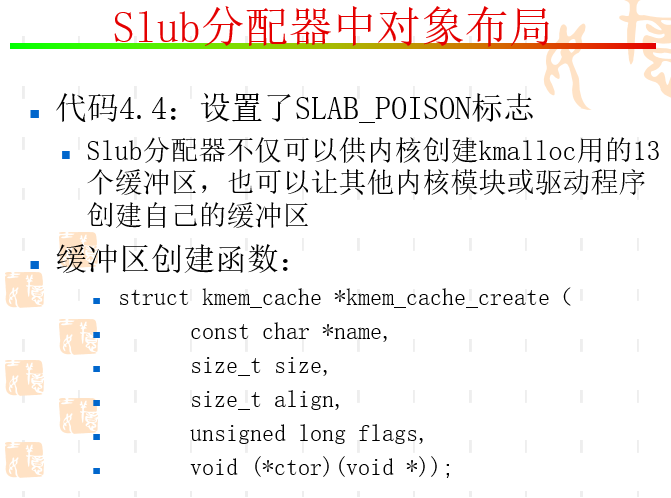 Slub分配器中对象布局
代码4.4：设置了SLAB_POISON标志
Slub分配器不仅可以供内核创建kmalloc用的13
个缓冲区，也可以让其他内核模块或驱动程序
创建自己的缓冲区
缓冲区创建函数：
struct kmem_cache *kmem_cache_create（
const char *name,
size_t size,
size_t align,
unsigned long flags,
void (*ctor)(void *));